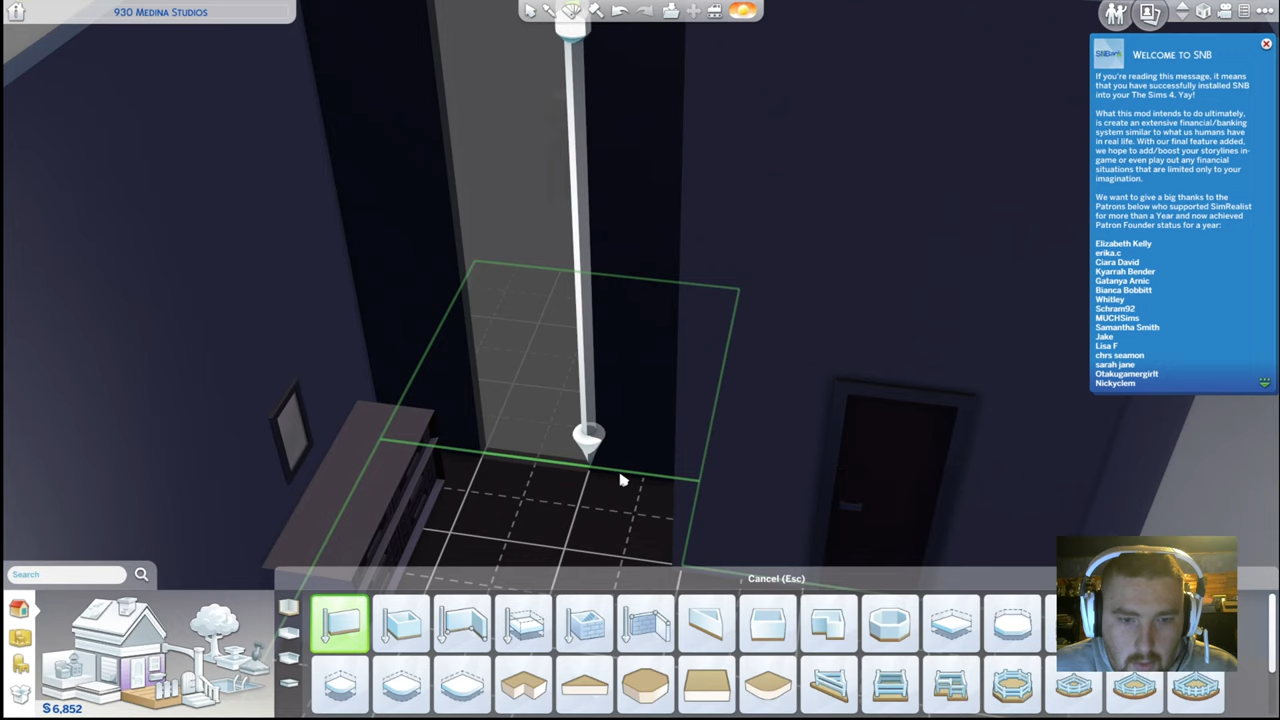 930 Medina Studios
SNBank
Welcome to SNB
If you're reading this message, it means
that you have successfully installed SNB
into your The Sims 4. Yay!
What this mod intends to do ultimately,
is create an extensive financial/banking
system similar to what us humans have
in real life. With our final feature added,
we hope to add/boost your storylines in-
game or even play out any financial
situations that are limited only to your
imagination.
We want to give a big thanks to the
Patrons below who supported SimRealist
for more than a Year and now achieved
Patron Founder status for a year:
Elizabeth Kelly
erika.c
Ciara David
Kyarrah Bender
Gatanya Arnic
Bianca Bobbitt
Whitley
Schram92
MUCHSims
Samantha Smith
Jake
Lisa F
chrs seamon
sarah jane
Otakugamergirlt
Nickyclem
Cancel (Esc)
Search
§6,852